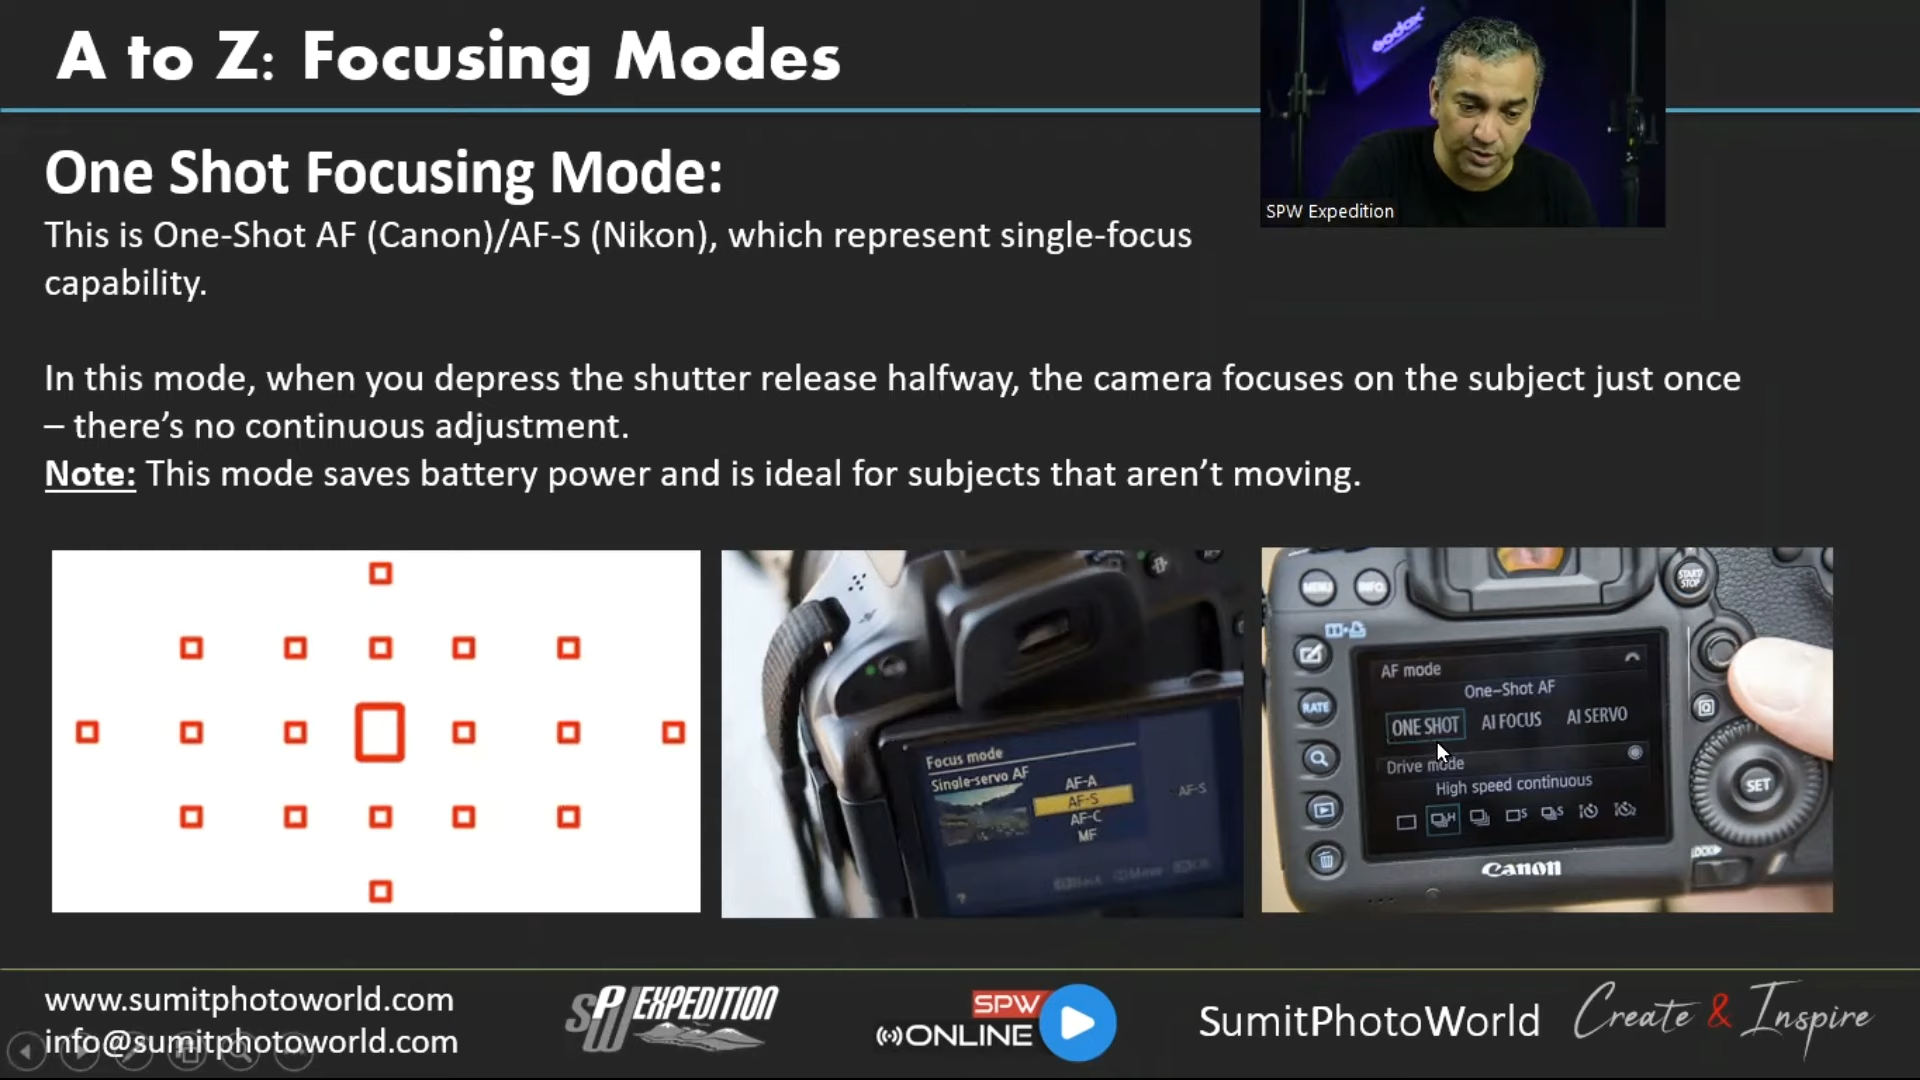 A to Z: Focusing Modes
Godox
SPW Expedition
One Shot Focusing Mode:
This is One-Shot AF (Canon)/AF-S (Nikon), which represent single-focus
capability.
In this mode, when you depress the shutter release halfway, the camera focuses on the subject just once
– there’s no continuous adjustment.
Note: This mode saves battery power and is ideal for subjects that aren’t moving.
Focus mode
Single-servo AF
AF-A
AF-S
AF-C
MF
AF-S
?
MENU
INFO.
START/
STOP
RATE
AF mode
One-Shot AF
ONE SHOT
AI FOCUS
AI SERVO
Drive mode
High speed continuous
H
S
S
Q
SET
LOCK▶
Canon
www.sumitphotoworld.com
info@sumitphotoworld.com
SPW EXPEDITION
SPW
ONLINE
SumitPhotoWorld
Create & Inspire